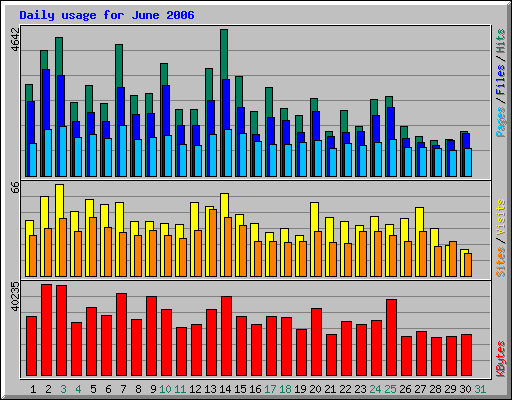 Daily usage for June 2006
4642
Pages / Files / Hits
66
Sites / Visits
40235
KBytes
1 2 3 4 5 6 7 8 9 10 11 12 13 14 15 16 17 18 19 20 21 22 23 24 25 26 27 28 29 30 31